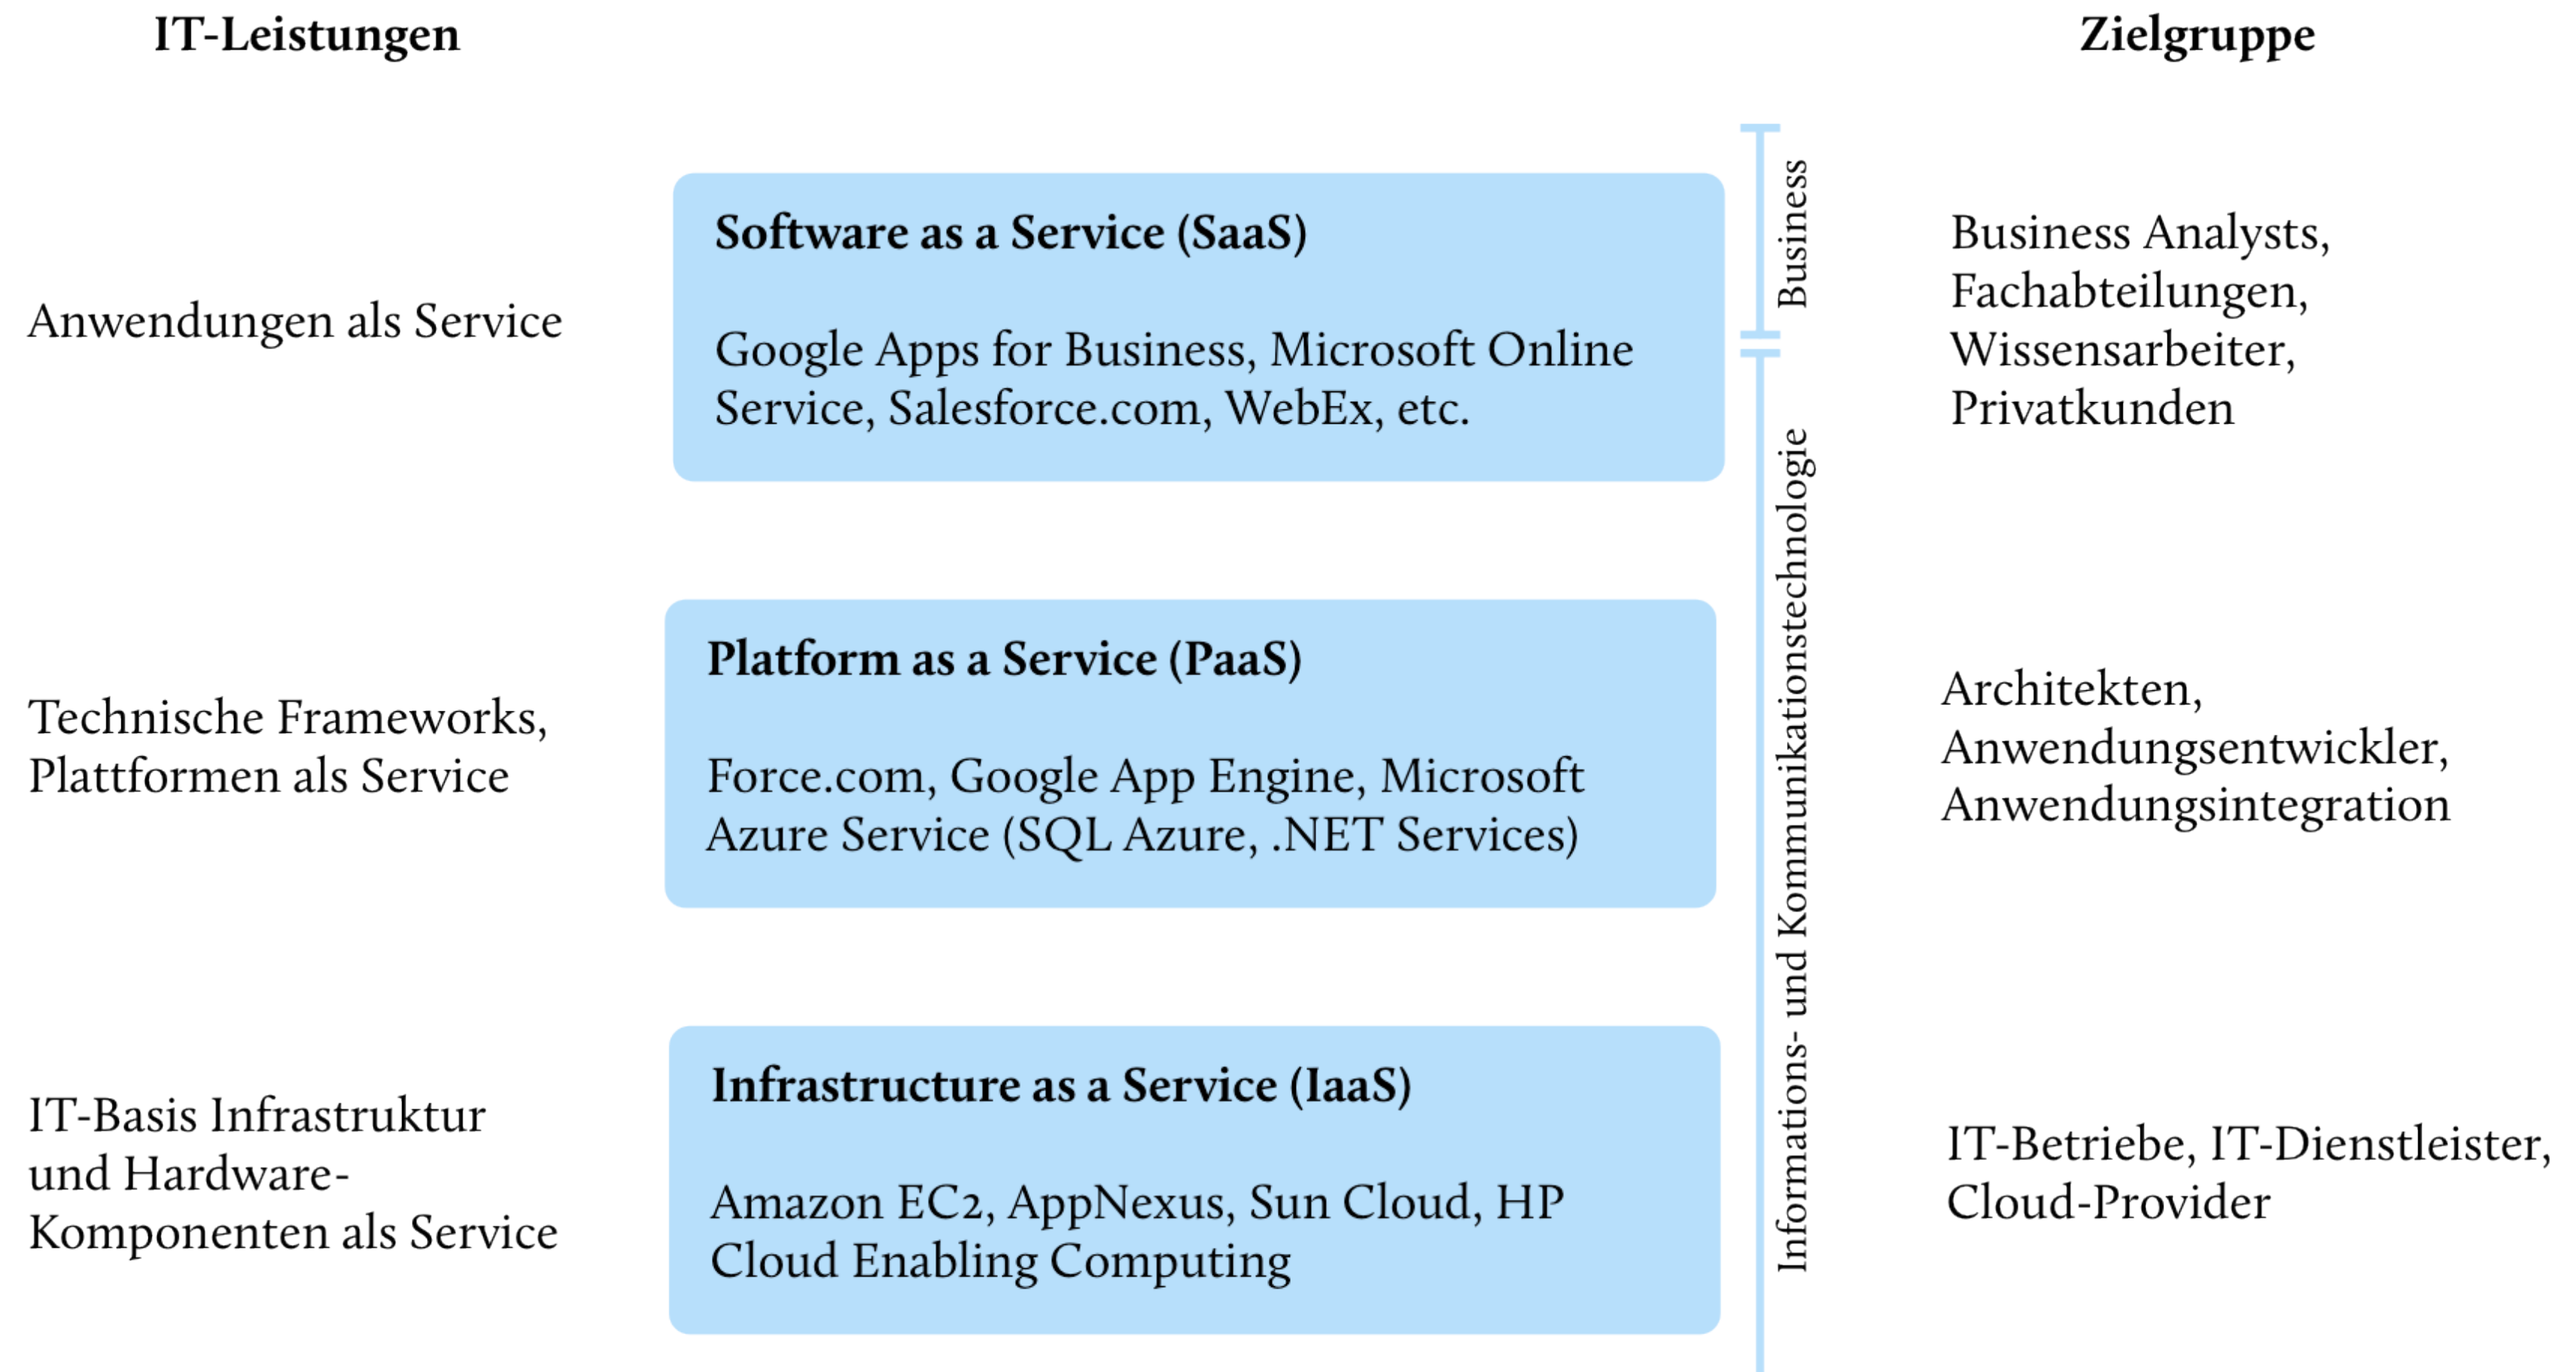 IT-Leistungen
Zielgruppe
Anwendungen als Service
Software as a Service (SaaS)
Google Apps for Business, Microsoft Online
Service, Salesforce.com, WebEx, etc.
Business
Business Analysts,
Fachabteilungen,
Wissensarbeiter,
Privatkunden
Informations- und Kommunikationstechnologie
Technische Frameworks,
Plattformen als Service
Platform as a Service (PaaS)
Force.com, Google App Engine, Microsoft
Azure Service (SQL Azure, .NET Services)
Architekten,
Anwendungsentwickler,
Anwendungsintegration
IT-Basis Infrastruktur
und Hardware-
Komponenten als Service
Infrastructure as a Service (IaaS)
Amazon EC2, AppNexus, Sun Cloud, HP
Cloud Enabling Computing
IT-Betriebe, IT-Dienstleister,
Cloud-Provider